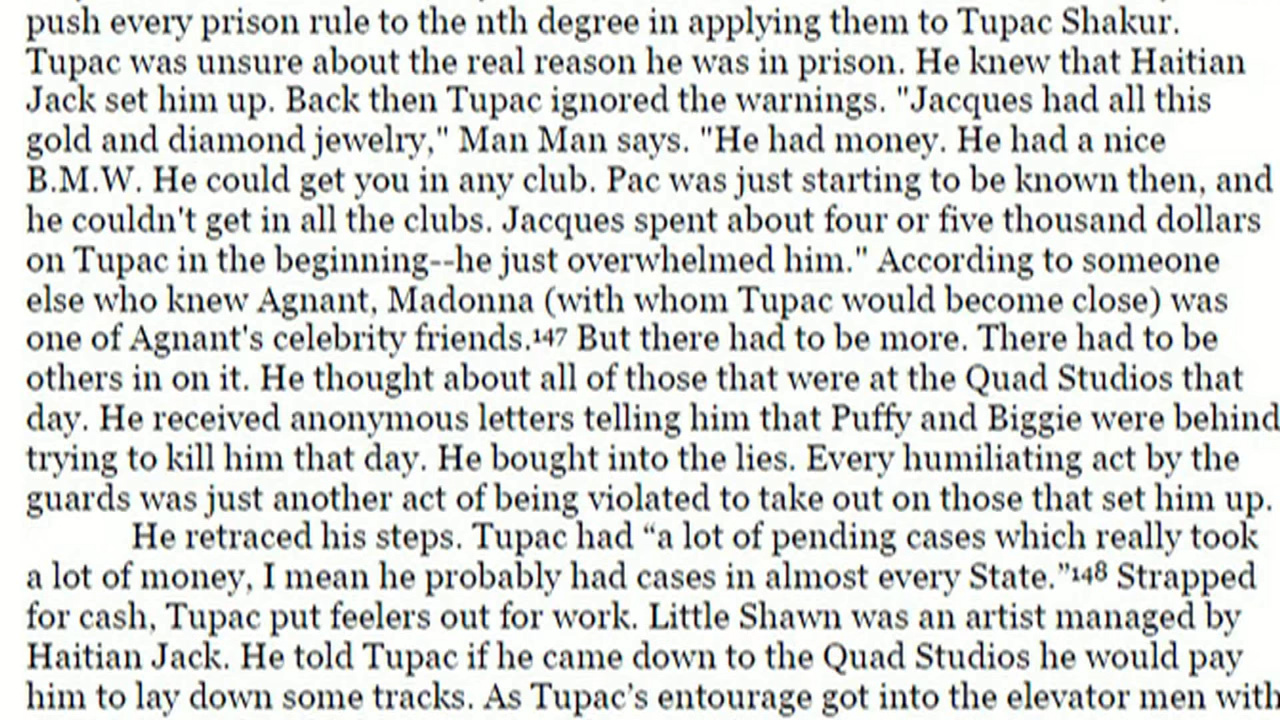 push every prison rule to the nth degree in applying them to Tupac Shakur.
Tupac was unsure about the real reason he was in prison. He knew that Haitian
Jack set him up. Back then Tupac ignored the warnings. "Jacques had all this
gold and diamond jewelry," Man Man says. "He had money. He had a nice
B.M.W. He could get you in any club. Pac was just starting to be known then, and
he couldn't get in all the clubs. Jacques spent about four or five thousand dollars
on Tupac in the beginning--he just overwhelmed him." According to someone
else who knew Agnant, Madonna (with whom Tupac would become close) was
one of Agnant's celebrity friends.¹⁴⁷ But there had to be more. There had to be
others in on it. He thought about all of those that were at the Quad Studios that
day. He received anonymous letters telling him that Puffy and Biggie were behind
trying to kill him that day. He bought into the lies. Every humiliating act by the
guards was just another act of being violated to take out on those that set him up.
He retraced his steps. Tupac had “a lot of pending cases which really took
a lot of money, I mean he probably had cases in almost every State.”¹⁴⁸ Strapped
for cash, Tupac put feelers out for work. Little Shawn was an artist managed by
Haitian Jack. He told Tupac if he came down to the Quad Studios he would pay
him to lay down some tracks. As Tupac’s entourage got into the elevator men with